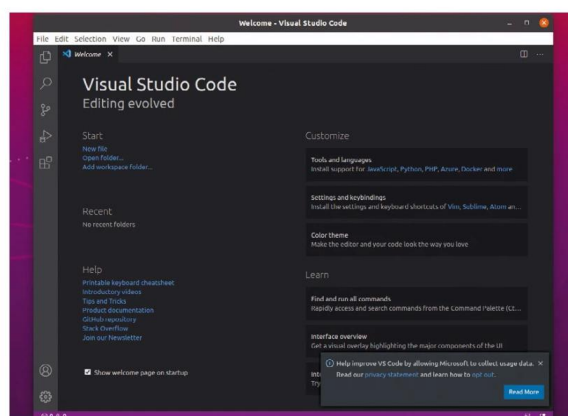 Welcome - Visual Studio Code
File Edit Selection View Go Run Terminal Help
Welcome
Visual Studio Code
Editing evolved
Start
New file
Open folder...
Add workspace folder...
Recent
No recent folders
Help
Printable keyboard cheatsheet
Introductory videos
Tips and Tricks
Product documentation
GitHub repository
Stack Overflow
Join our Newsletter
Show welcome page on startup
Customize
Tools and languages
Install support for JavaScript, Python, PHP, Azure, Docker and more
Settings and keybindings
Install the settings and keyboard shortcuts of Vim, Sublime, Atom an...
Color theme
Make the editor and your code look the way you love
Learn
Find and run all commands
Rapidly access and search commands from the Command Palette (Ct...
Interface overview
Get a visual overlay highlighting the major components of the UI
Help improve VS Code by allowing Microsoft to collect usage data.
Read our privacy statement and learn how to opt out.
Read More